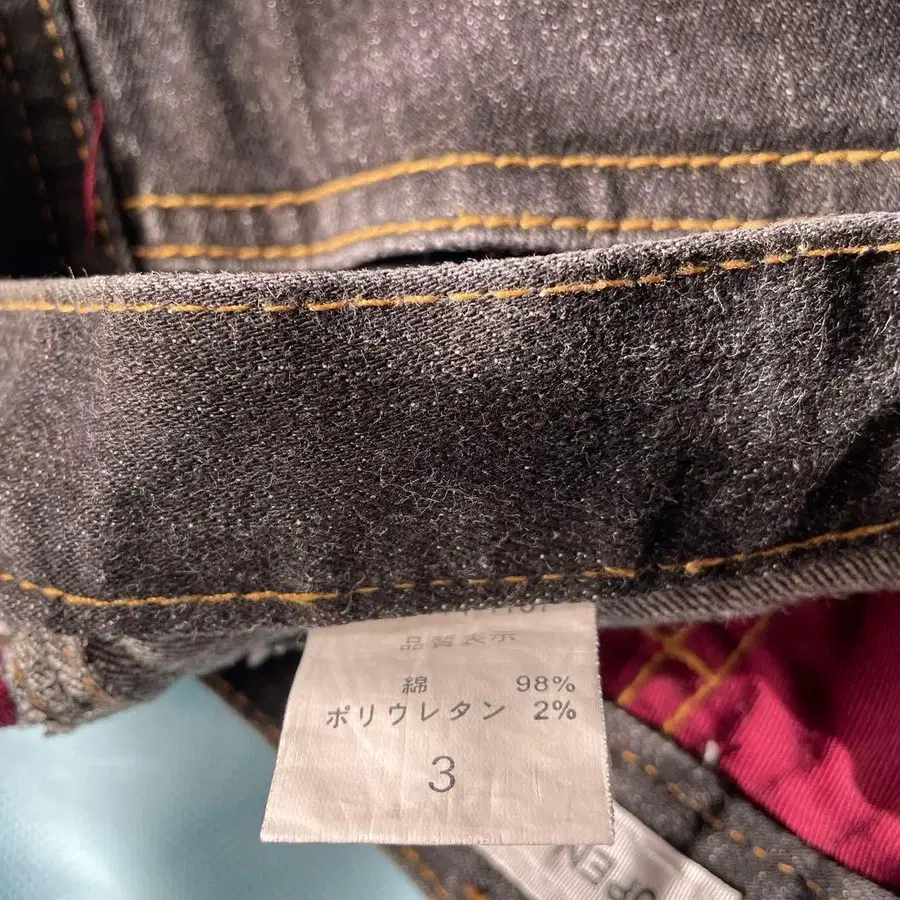 品質表示
綿 98%
ポリウレタン 2%
3